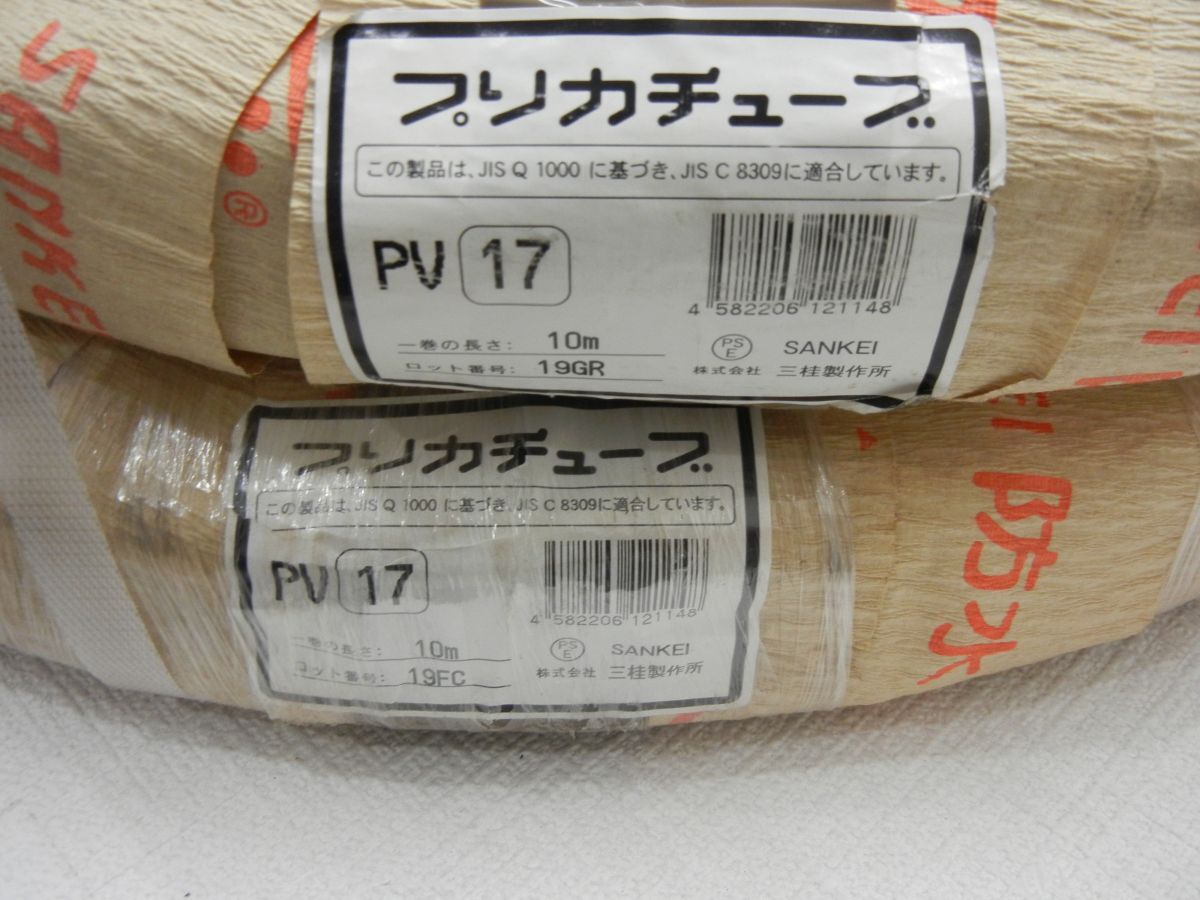 sanKE
®
プリカチューブ
この製品は、JIS Q 1000 に基づき、JIS C 8309に適合しています。
PV 17
4 582206 121148
一巻の長さ: 10m
ロット番号: 19GR
PS E SANKEI
株式会社 三桂製作所
プリカチューブ
この製品は、JIS Q 1000 に基づき、JIS C 8309に適合しています。
PV 17
4 582206 121148
一巻の長さ: 10m
ロット番号: 19FC
PS E SANKEI
株式会社 三桂製作所
EI 防水